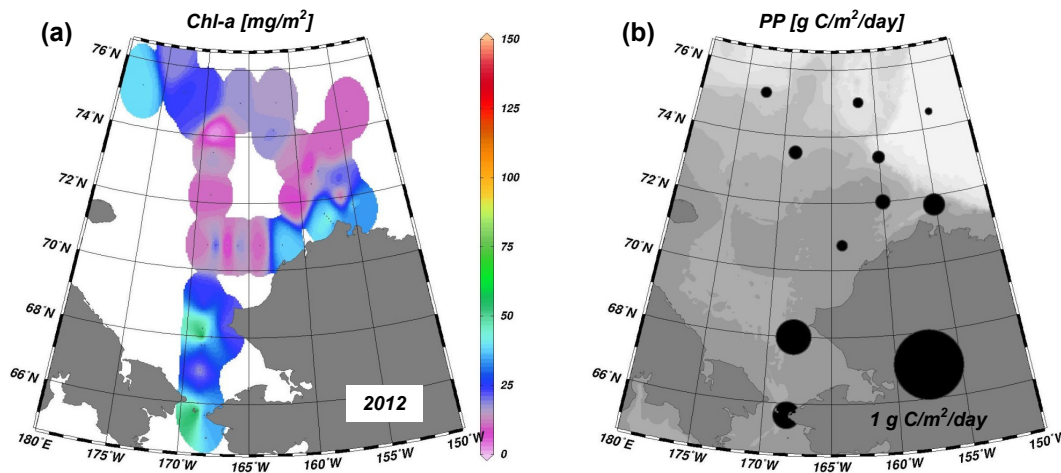 (a)
Chl-a [mg/m²]
76˚N
74˚N
72˚N
70˚N
68˚N
66˚N
180˚E
175˚W
170˚W
165˚W
160˚W
155˚W
150˚W
2012
150
125
100
75
50
25
0
(b)
PP [g C/m²/day]
76˚N
74˚N
72˚N
70˚N
68˚N
66˚N
180˚E
175˚W
170˚W
165˚W
160˚W
155˚W
150˚W
1 g C/m²/day